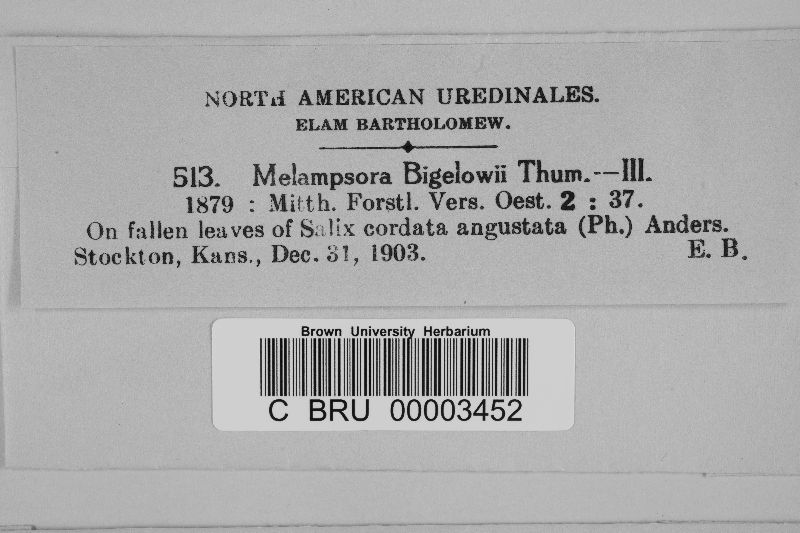 NORTH AMERICAN UREDINALES.
ELAM BARTHOLOMEW.
513. Melampsora Bigelowii Thum.--III.
1879 : Mitth. Forstl. Vers. Oest. 2 : 37.
On fallen leaves of Salix cordata angustata (Ph.) Anders.
Stockton, Kans., Dec. 31, 1903. E. B.
Brown University Herbarium
C BRU 00003452